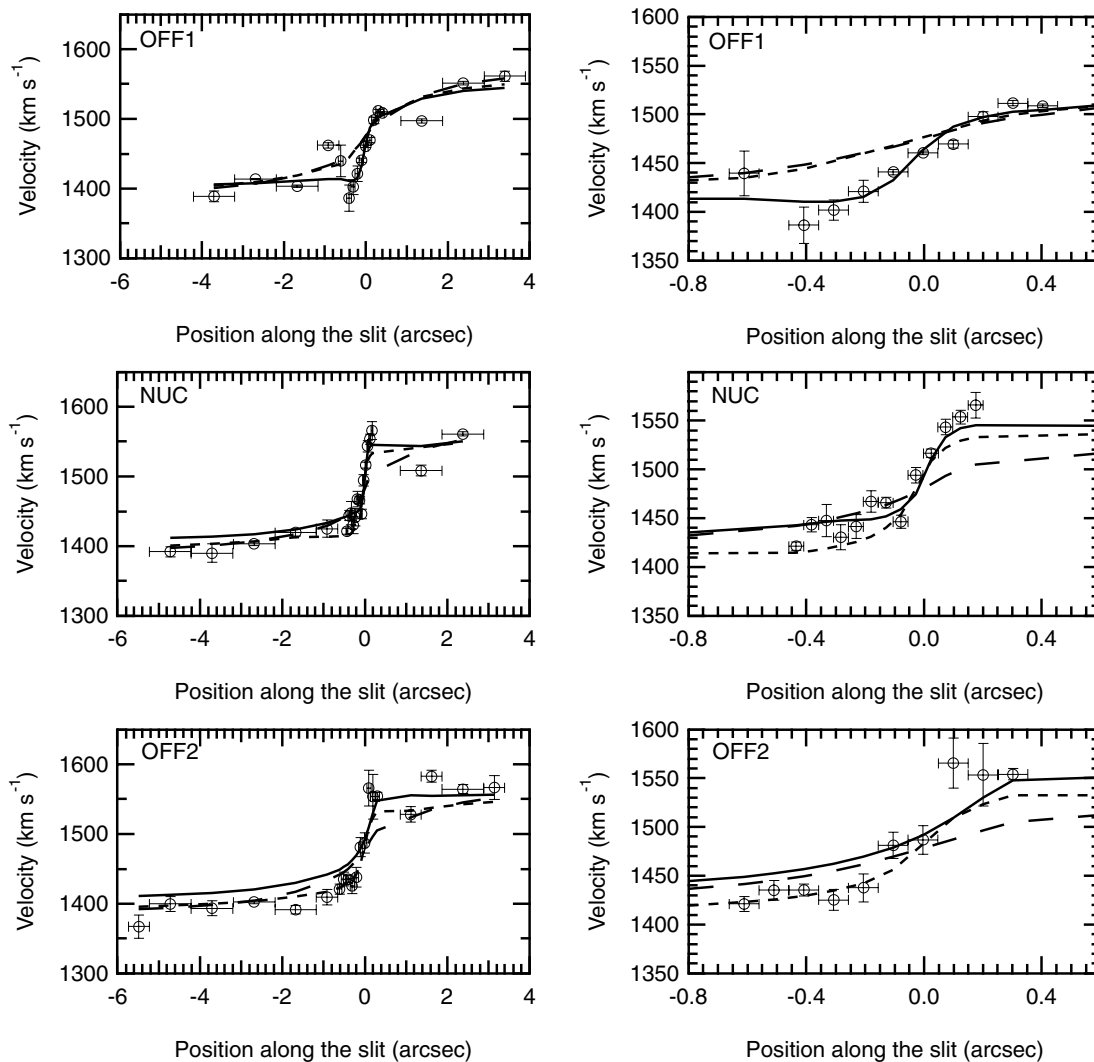 OFF1
Velocity (km s⁻¹)
1600
1500
1400
1300
-6 -4 -2 0 2 4
Position along the slit (arcsec)
OFF1
Velocity (km s⁻¹)
1600
1550
1500
1450
1400
1350
-0.8 -0.4 0.0 0.4
Position along the slit (arcsec)
NUC
Velocity (km s⁻¹)
1600
1500
1400
1300
-6 -4 -2 0 2 4
Position along the slit (arcsec)
NUC
Velocity (km s⁻¹)
1550
1500
1450
1400
1350
-0.8 -0.4 0.0 0.4
Position along the slit (arcsec)
OFF2
Velocity (km s⁻¹)
1600
1500
1400
1300
-6 -4 -2 0 2 4
Position along the slit (arcsec)
OFF2
Velocity (km s⁻¹)
1600
1550
1500
1450
1400
1350
-0.8 -0.4 0.0 0.4
Position along the slit (arcsec)